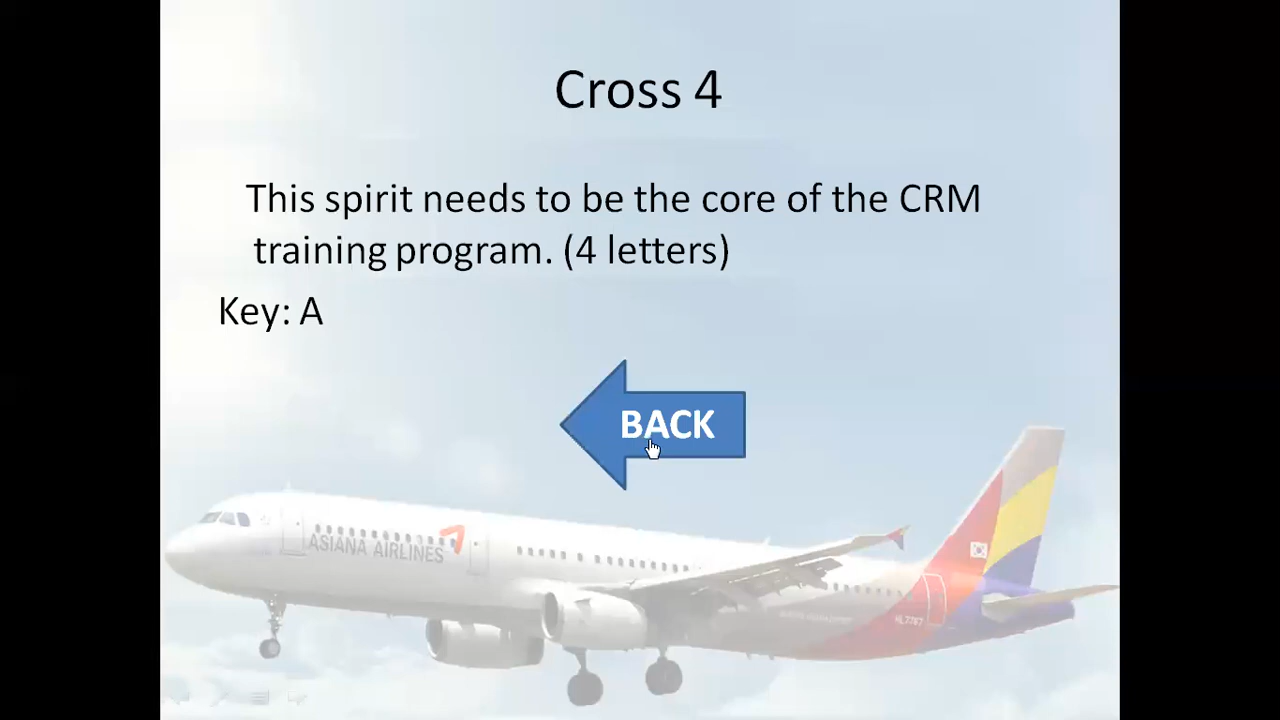 Cross 4
This spirit needs to be the core of the CRM
training program. (4 letters)
Key: A
BACK
ASIANA AIRLINES